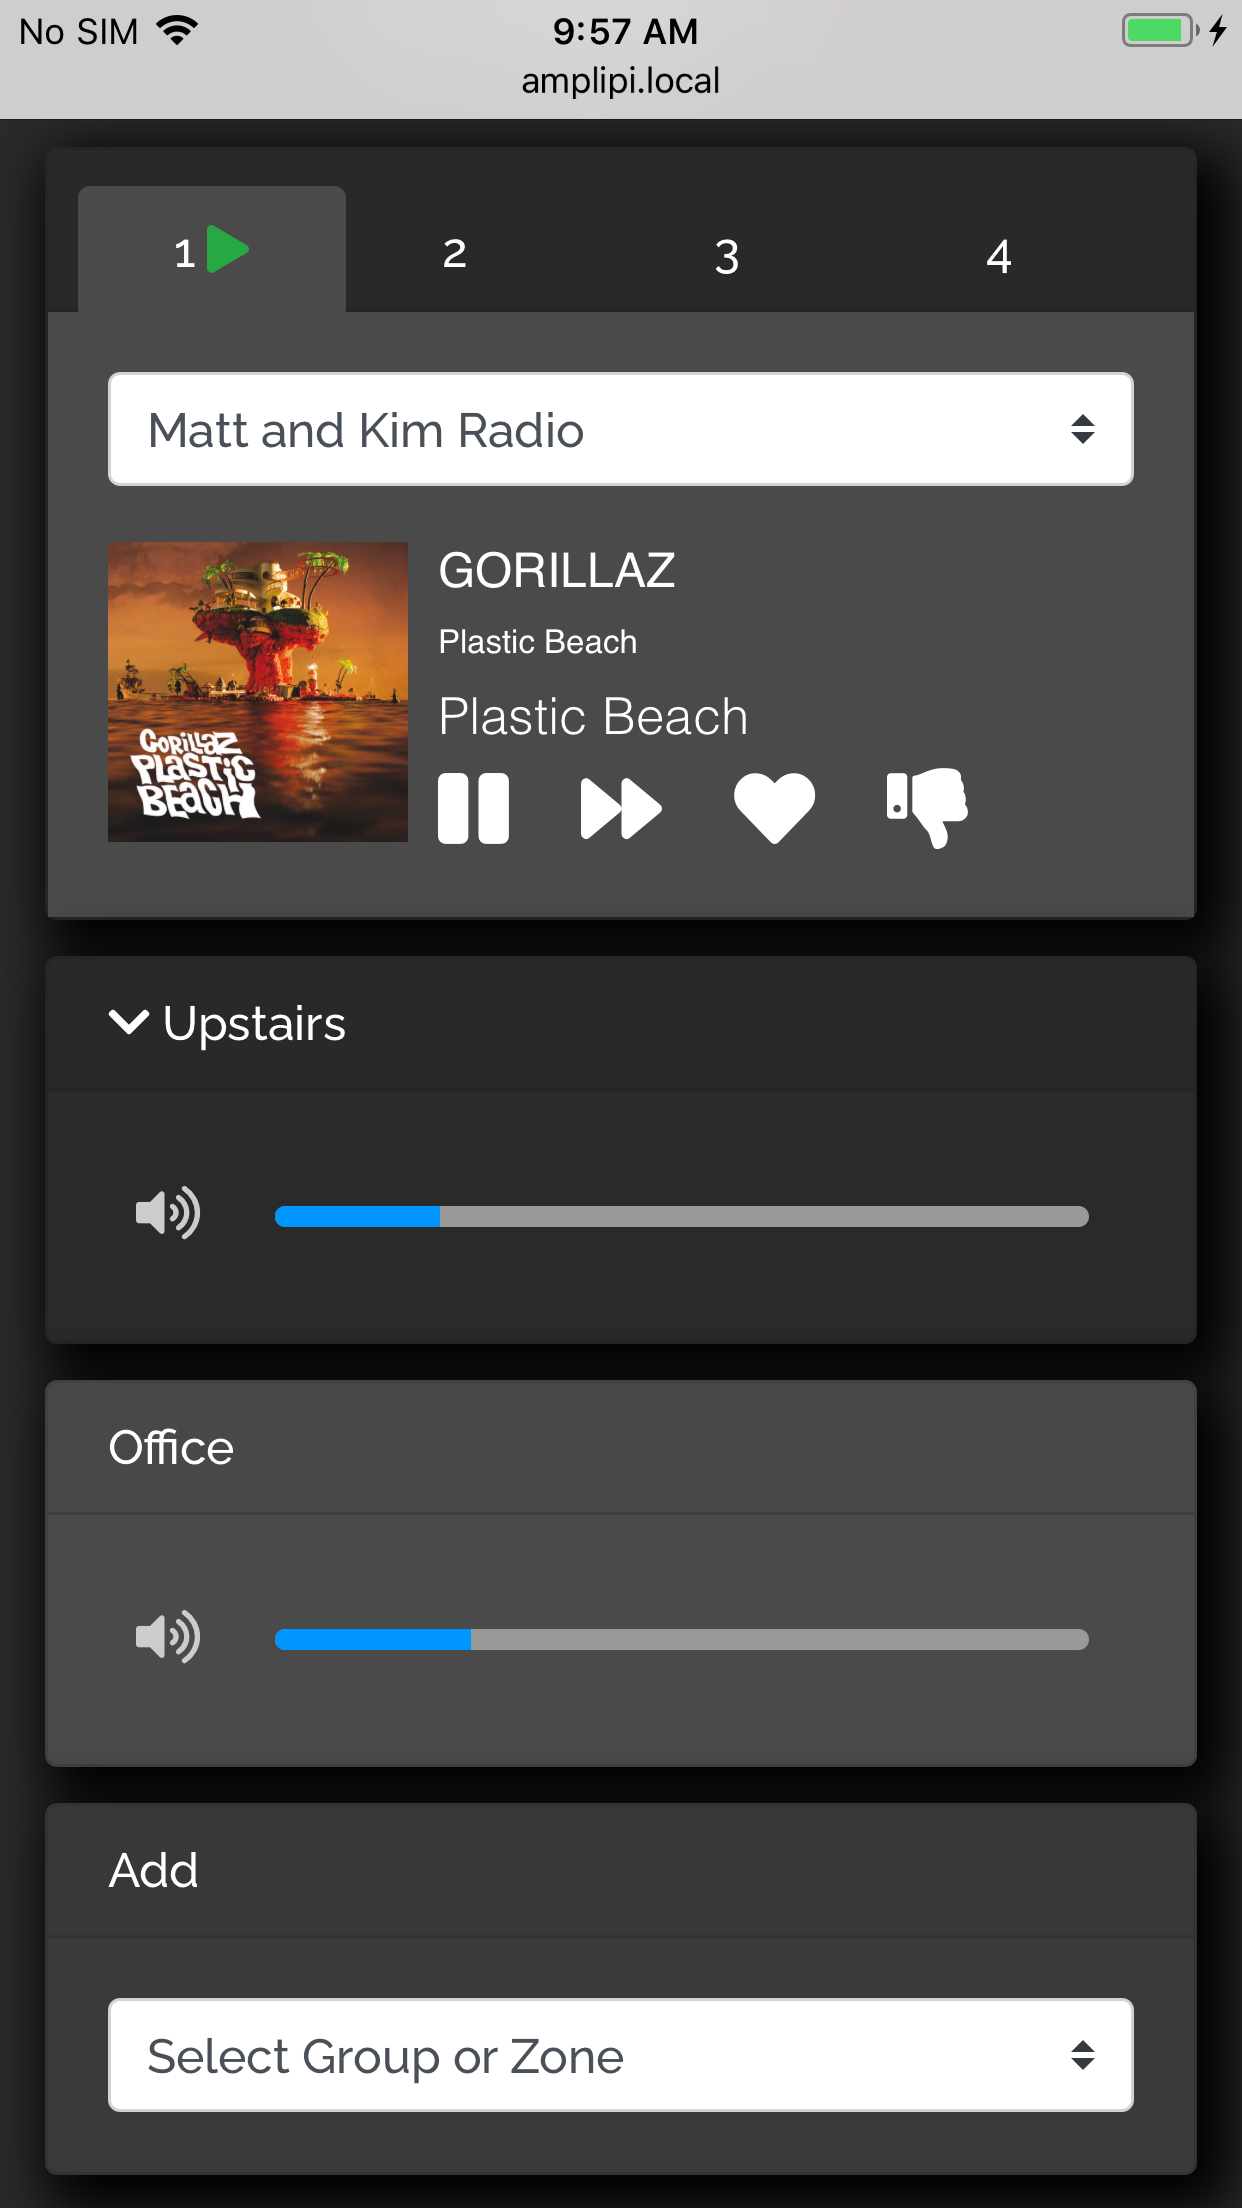 No SIM 9:57 AM
amplipi.local
1 2 3 4
Matt and Kim Radio
GORILLAZ
Plastic Beach
Plastic Beach
GORILLAZ
PLASTIC
BEACH
Upstairs
Office
Add
Select Group or Zone